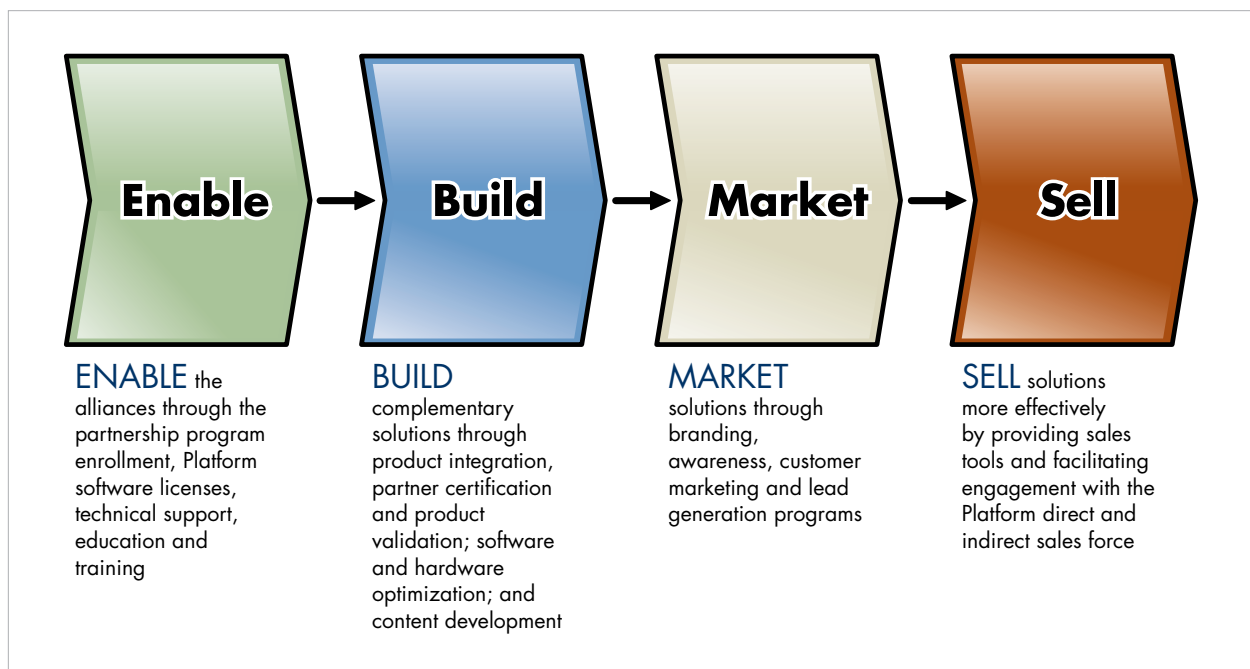 Enable
Build
Market
Sell
ENABLE the
alliances through the
partnership program
enrollment, Platform
software licenses,
technical support,
education and
training
BUILD
complementary
solutions through
product integration,
partner certification
and product
validation; software
and hardware
optimization; and
content development
MARKET
solutions through
branding,
awareness, customer
marketing and lead
generation programs
SELL solutions
more effectively
by providing sales
tools and facilitating
engagement with the
Platform direct and
indirect sales force